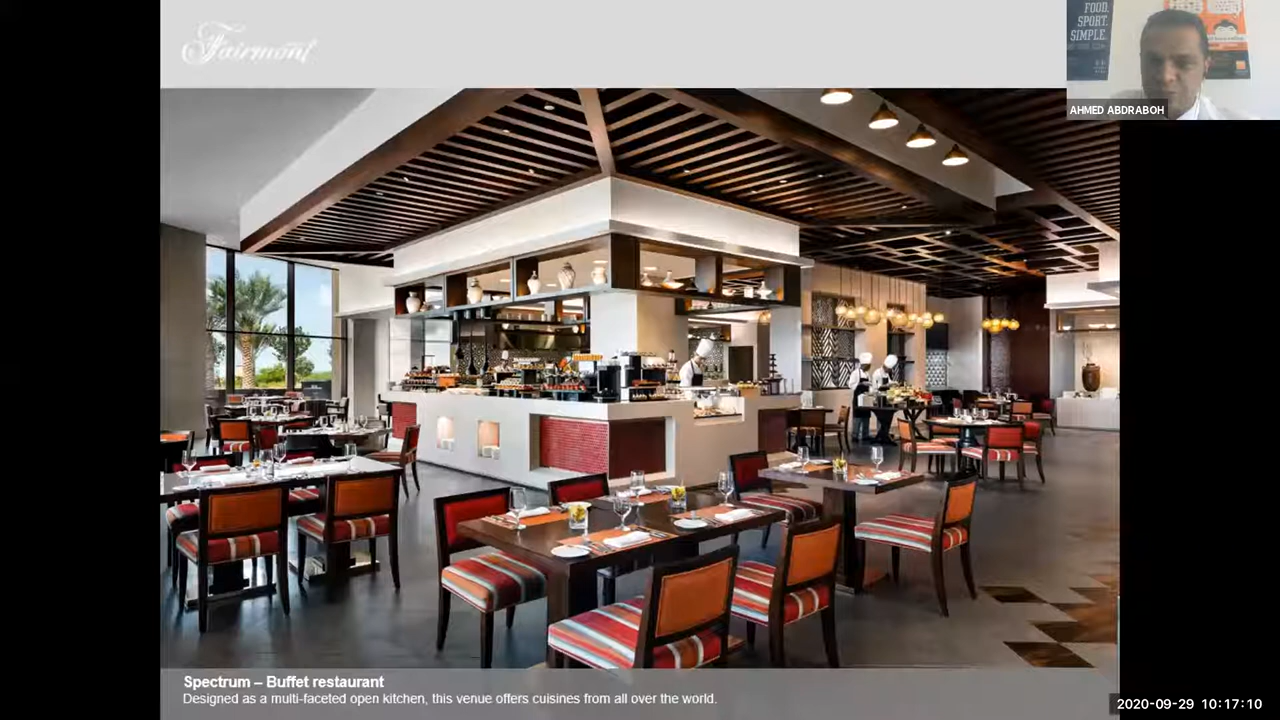 Fairmont
FOOD.
SPORT.
SIMPLE.
AHMED ABDRABOH
Spectrum – Buffet restaurant
Designed as a multi-faceted open kitchen, this venue offers cuisines from all over the world.
2020-09-29 10:17:10